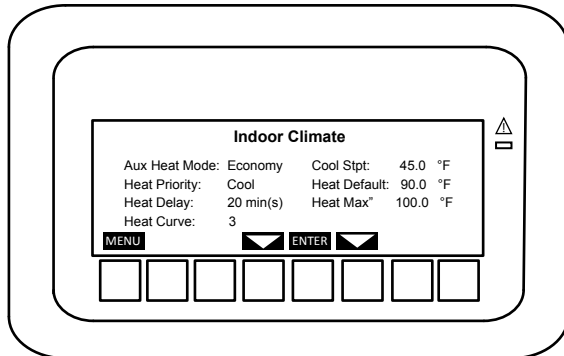 Indoor Climate
Aux Heat Mode: Economy Cool Stpt: 45.0 °F
Heat Priority: Cool Heat Default: 90.0 °F
Heat Delay: 20 min(s) Heat Max" 100.0 °F
Heat Curve: 3
MENU ENTER